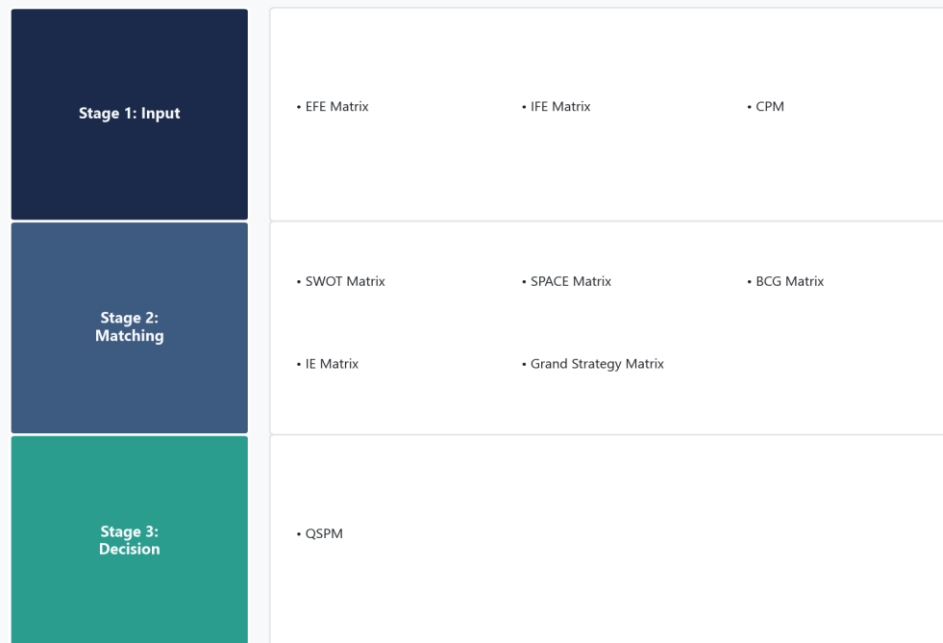 Stage 1: Input
• EFE Matrix
• IFE Matrix
• CPM
Stage 2:
Matching
• SWOT Matrix
• SPACE Matrix
• BCG Matrix
• IE Matrix
• Grand Strategy Matrix
Stage 3:
Decision
• QSPM